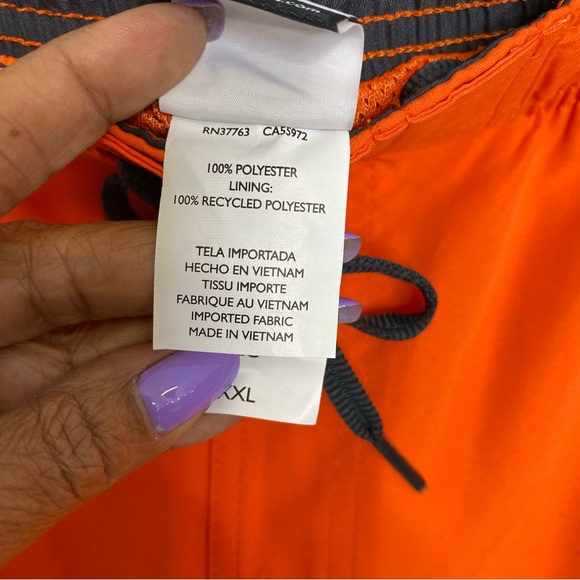 .com
RN37763 CA55972
100% POLYESTER
LINING:
100% RECYCLED POLYESTER
TELA IMPORTADA
HECHO EN VIETNAM
TISSU IMPORTE
FABRIQUE AU VIETNAM
IMPORTED FABRIC
MADE IN VIETNAM
XXL